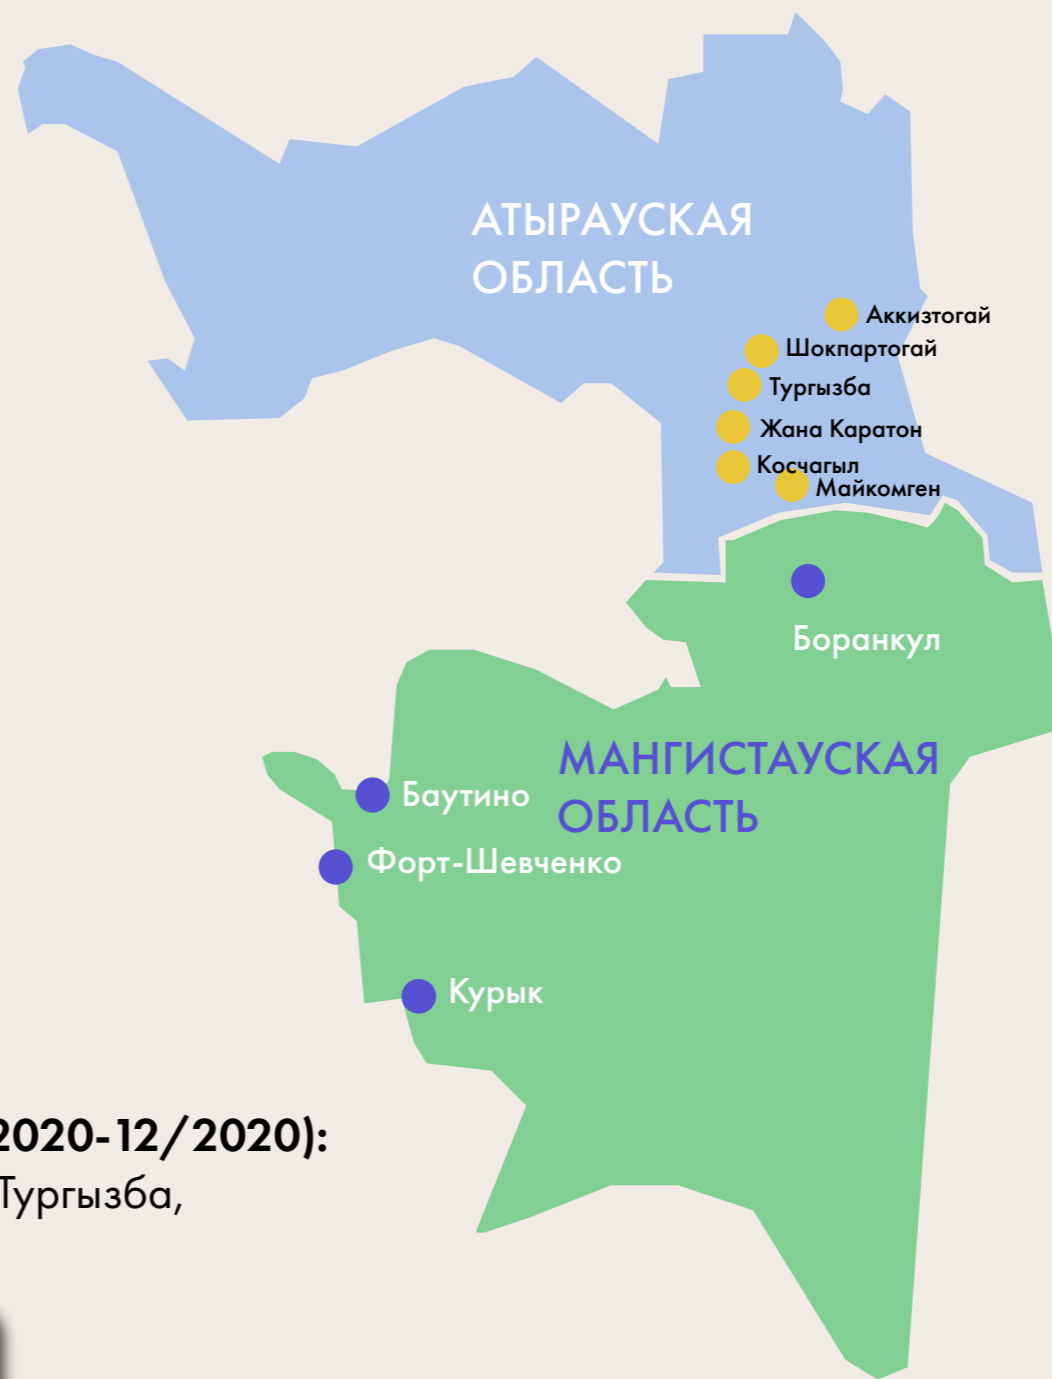 АТЫРАУСКАЯ
ОБЛАСТЬ
Аккизтогай
Шокпартогай
Тургызба
Жана Каратон
Косчагыл
Майкомген
Боранкул
МАНГИСТАУСКАЯ
ОБЛАСТЬ
Баутино
Форт-Шевченко
Курык
2020-12/2020):
Тургызба,